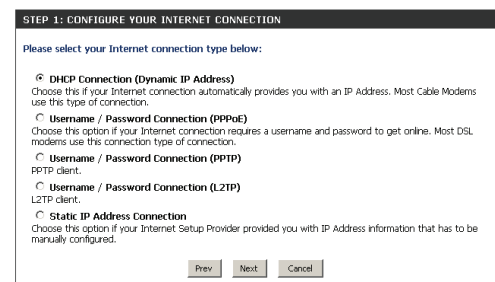 STEP 1: CONFIGURE YOUR INTERNET CONNECTION
Please select your Internet connection type below:
DHCP Connection (Dynamic IP Address)
Choose this if your Internet connection automatically provides you with an IP Address. Most Cable Modems
use this type of connection.
Username / Password Connection (PPPoE)
Choose this option if your Internet connection requires a username and password to get online. Most DSL
modems use this connection type of connection.
Username / Password Connection (PPTP)
PPTP client.
Username / Password Connection (L2TP)
L2TP client.
Static IP Address Connection
Choose this option if your Internet Setup Provider provided you with IP Address information that has to be
manually configured.
Prev Next Cancel